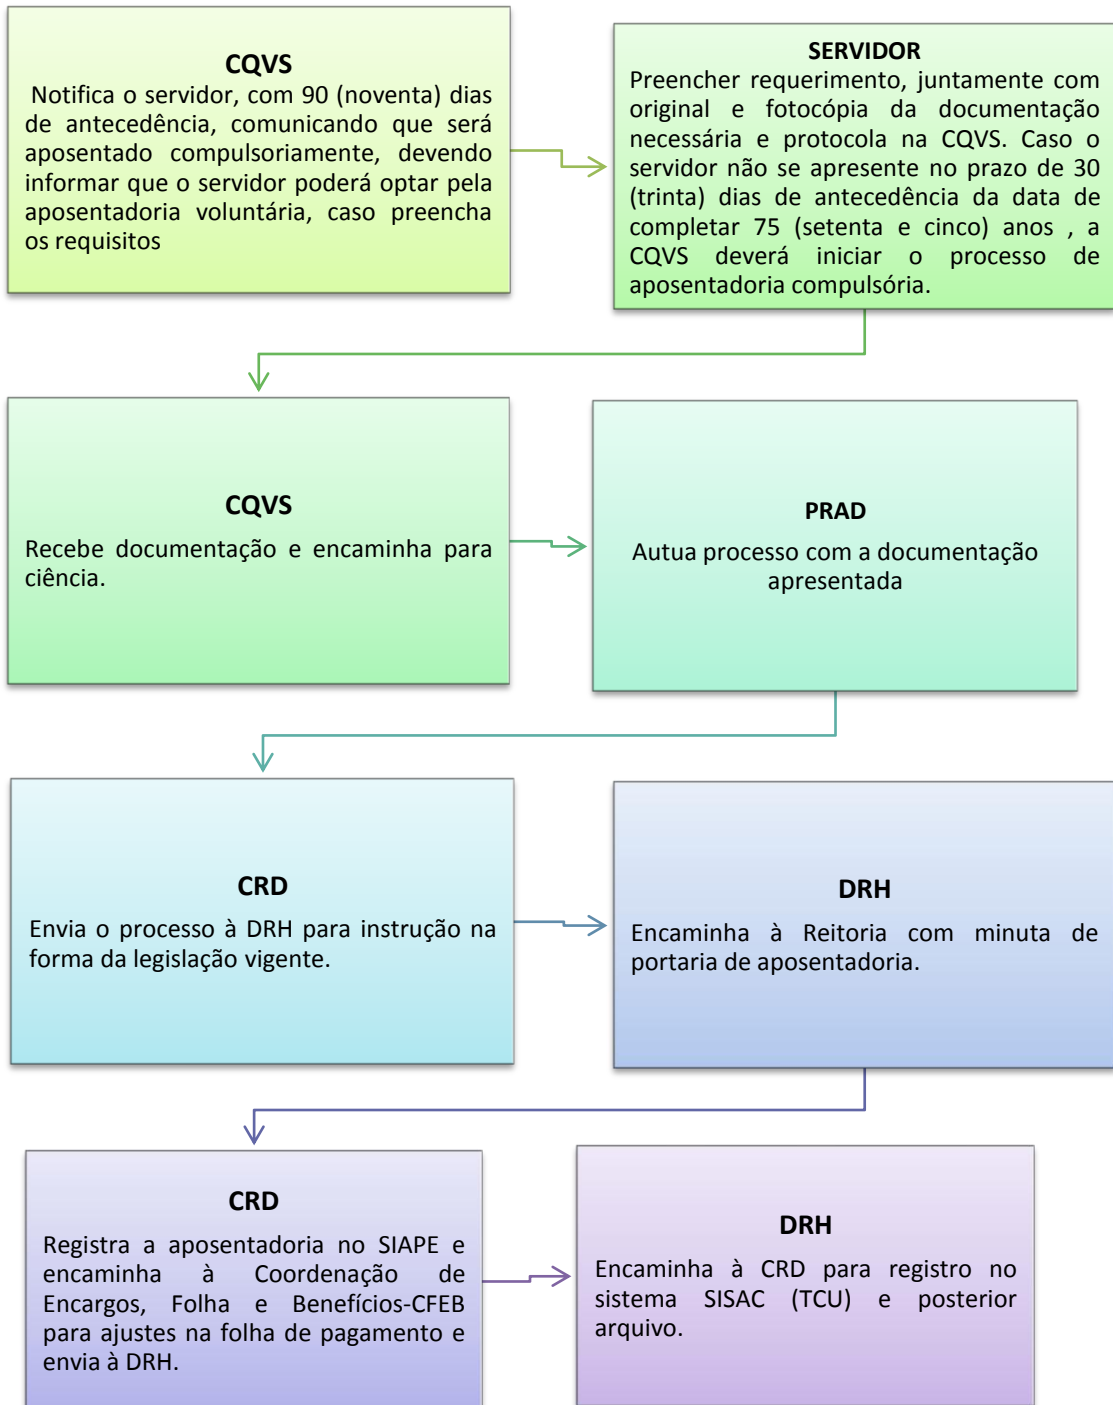 CQVS
Notifica o servidor, com 90 (noventa) dias
de antecedência, comunicando que será
aposentado compulsoriamente, devendo
informar que o servidor poderá optar pela
aposentadoria voluntária, caso preencha
os requisitos
SERVIDOR
Preencher requerimento, juntamente com
original e fotocópia da documentação
necessária e protocola na CQVS. Caso o
servidor não se apresente no prazo de 30
(trinta) dias de antecedência da data de
completar 75 (setenta e cinco) anos , a
CQVS deverá iniciar o processo de
aposentadoria compulsória.
CQVS
Recebe documentação e encaminha para
ciência.
PRAD
Autua processo com a documentação
apresentada
CRD
Envia o processo à DRH para instrução na
forma da legislação vigente.
DRH
Encaminha à Reitoria com minuta de
portaria de aposentadoria.
CRD
Registra a aposentadoria no SIAPE e
encaminha à Coordenação de
Encargos, Folha e Benefícios-CFEB
para ajustes na folha de pagamento e
envia à DRH.
DRH
Encaminha à CRD para registro no
sistema SISAC (TCU) e posterior
arquivo.